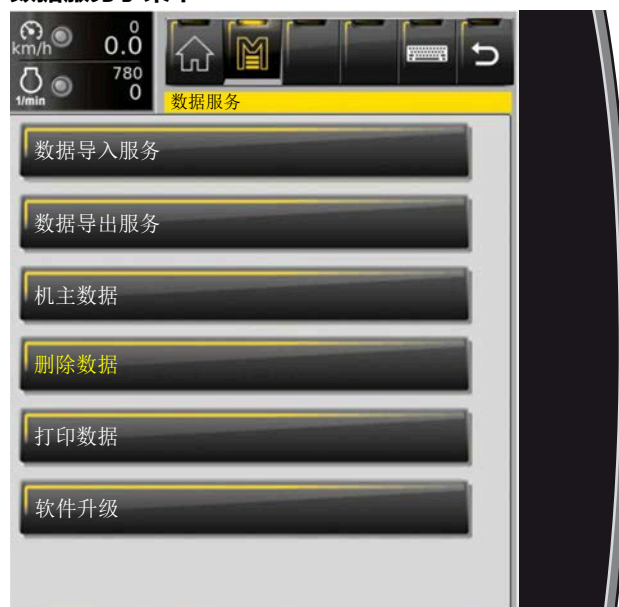 0
km/h 0.0
780
1/min 0
数据服务
数据导入服务
数据导出服务
机主数据
删除数据
打印数据
软件升级